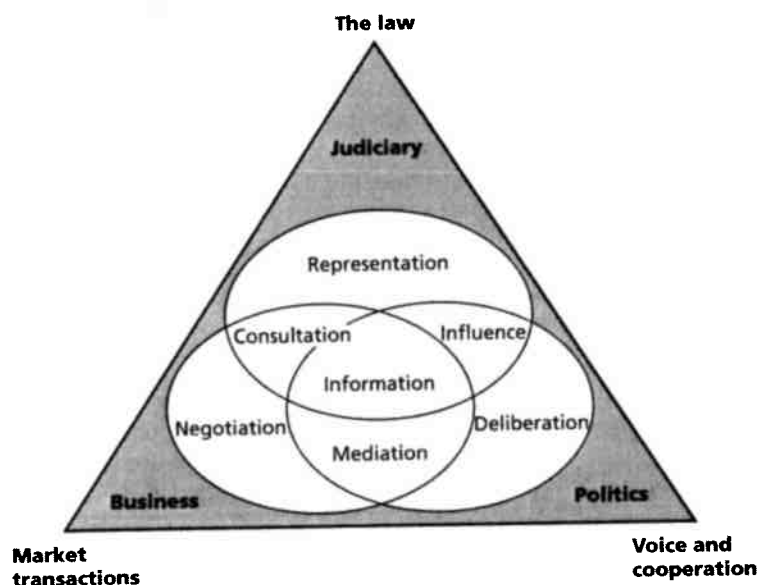 The law
Judiciary
Representation
Consultation
Influence
Information
Negotiation
Deliberation
Mediation
Business
Politics
Market
transactions
Voice and
cooperation